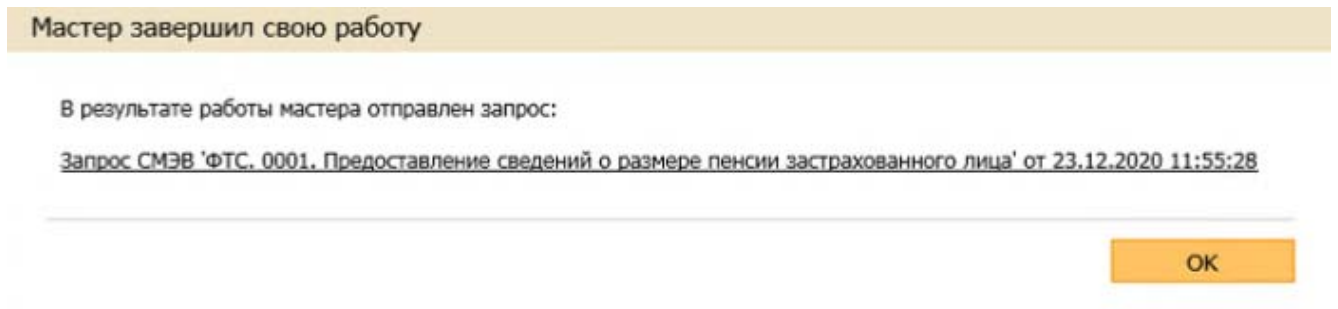 Мастер завершил свою работу
В результате работы мастера отправлен запрос:
Запрос СМЭВ 'ФТС. 0001. Предоставление сведений о размере пенсии застрахованного лица' от 23.12.2020 11:55:28
ОК